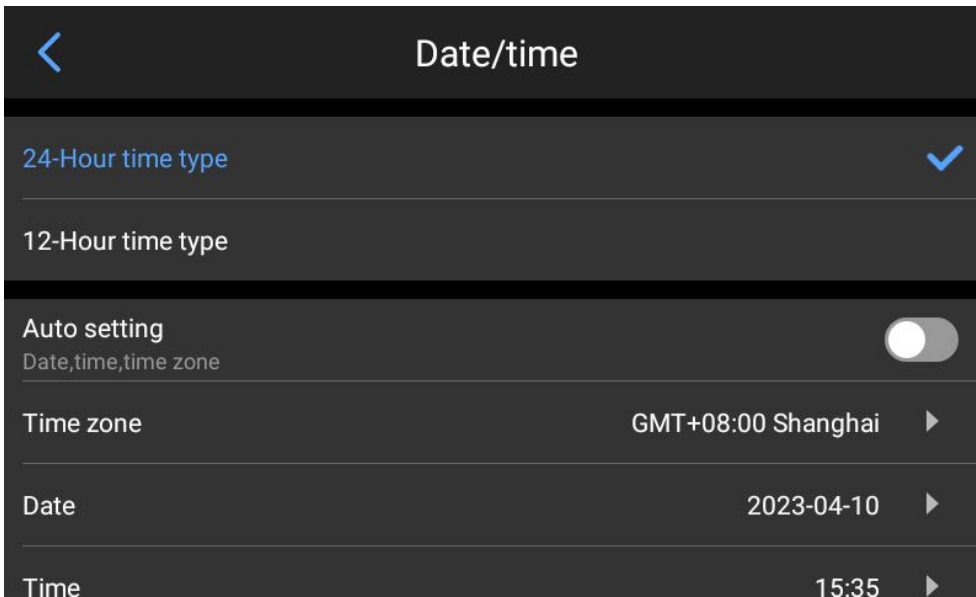 Date/time
24-Hour time type
12-Hour time type
Auto setting
Date,time,time zone
Time zone GMT+08:00 Shanghai
Date 2023-04-10
Time 15:35